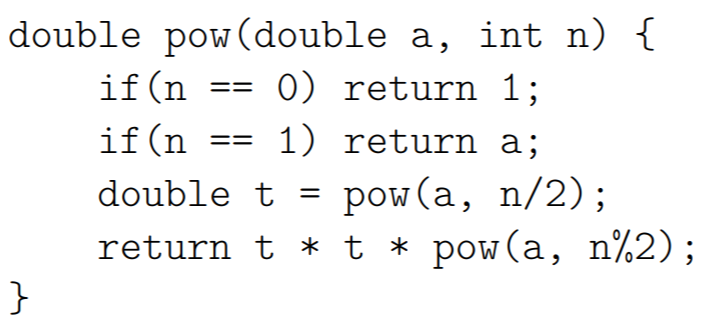 double pow(double a, int n) {
    if(n == 0) return 1;
    if(n == 1) return a;
    double t = pow(a, n/2);
    return t * t * pow(a, n%2);
}